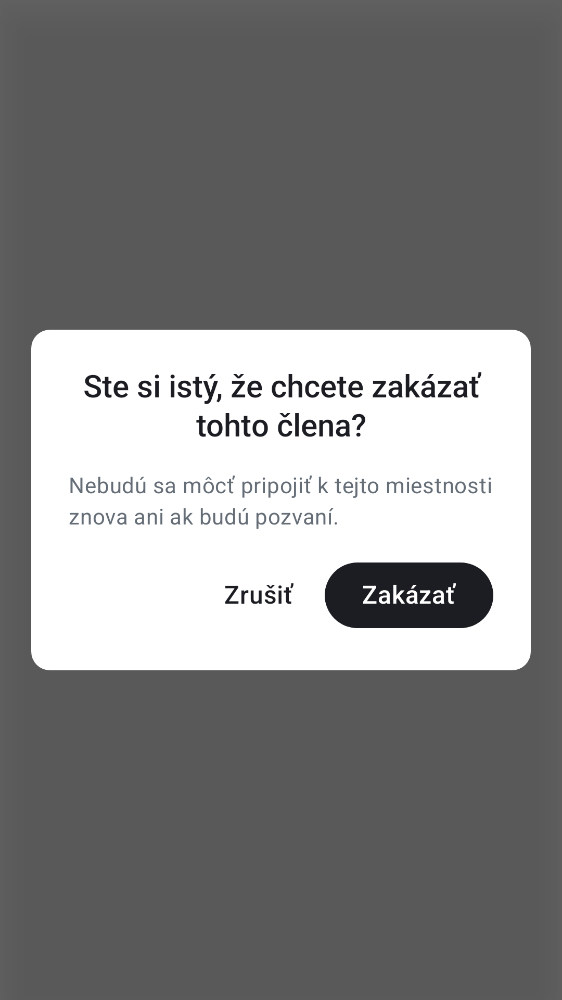 Ste si istý, že chcete zakázať
tohto člena?
Nebudú sa môcť pripojiť k tejto miestnosti
znova ani ak budú pozvaní.
Zrušiť
Zakázať